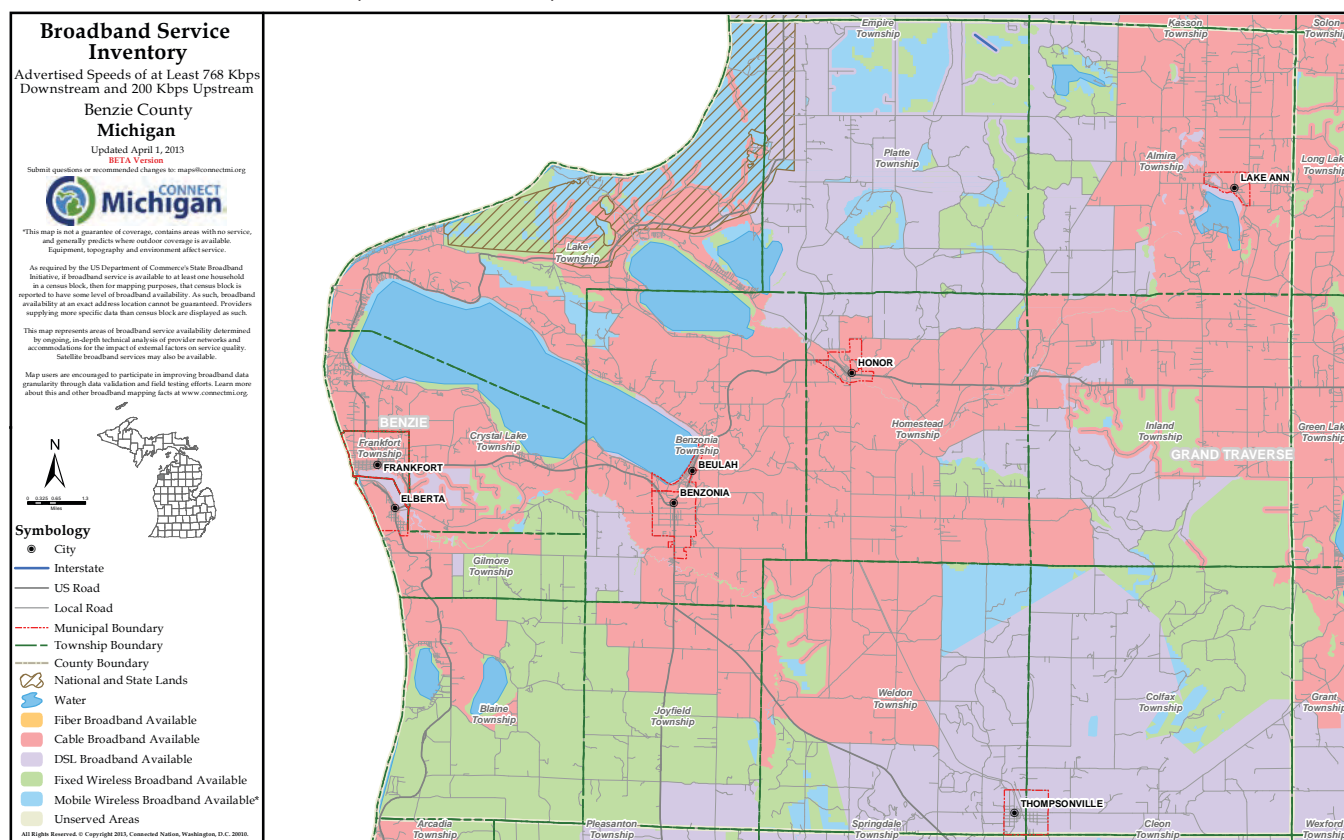 Broadband Service
Inventory
Advertised Speeds of at Least 768 Kbps
Downstream and 200 Kbps Upstream
Benzie County
Michigan
Updated April 1, 2013
BETA Version
Submit questions or recommended changes to: maps@connectmi.org
CONNECT
Michigan
*This map is not a guarantee of coverage, contains areas with no service,
and generally predicts where outdoor coverage is available.
Equipment, topography and environment affect service.
As required by the US Department of Commerce's State Broadband
Initiative, if broadband service is available to at least one household
in a census block, then for mapping purposes, that census block is
reported to have some level of broadband availability. As such, broadband
availability at an exact address location cannot be guaranteed. Providers
supplying more specific data than census block are displayed as such.
This map represents areas of broadband service availability determined
by ongoing, in-depth technical analysis of provider networks and
accommodations for the impact of external factors on service quality.
Satellite broadband services may also be available.
Map users are encouraged to participate in improving broadband data
granularity through data validation and field testing efforts. Learn more
about this and other broadband mapping facts at www.connectmi.org.
N
0 0.325 0.65 1.3
Miles
Symbology
City
Interstate
US Road
Local Road
Municipal Boundary
Township Boundary
County Boundary
National and State Lands
Water
Fiber Broadband Available
Cable Broadband Available
DSL Broadband Available
Fixed Wireless Broadband Available
Mobile Wireless Broadband Available*
Unserved Areas
All Rights Reserved. © Copyright 2013, Connected Nation, Washington, D.C. 20010.
Empire
Township
Kasson
Township
Solon
Townsh
Platte
Township
Almira
Township
Long Lak
Township
LAKE ANN
Lake
Township
HONOR
BENZIE
Frankfort
Township
FRANKFORT
ELBERTA
Crystal Lake
Township
Benzonia
Township
BEULAH
BENZONIA
Homestead
Township
Inland
Township
Green Lak
Township
GRAND TRAVERSE
Gilmore
Township
Blaine
Township
Joyfield
Township
Weldon
Township
Colfax
Township
Grant
Township
THOMPSONVILLE
Arcadia
Township
Pleasanton
Township
Springdale
Township
Cleon
Township
Wexford
Township